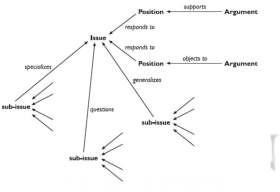 supports
Position Argument
responds to
Issue
responds to
Position Argument
objects to
specializes
generalizes
questions
sub-issue
sub-issue
sub-issue